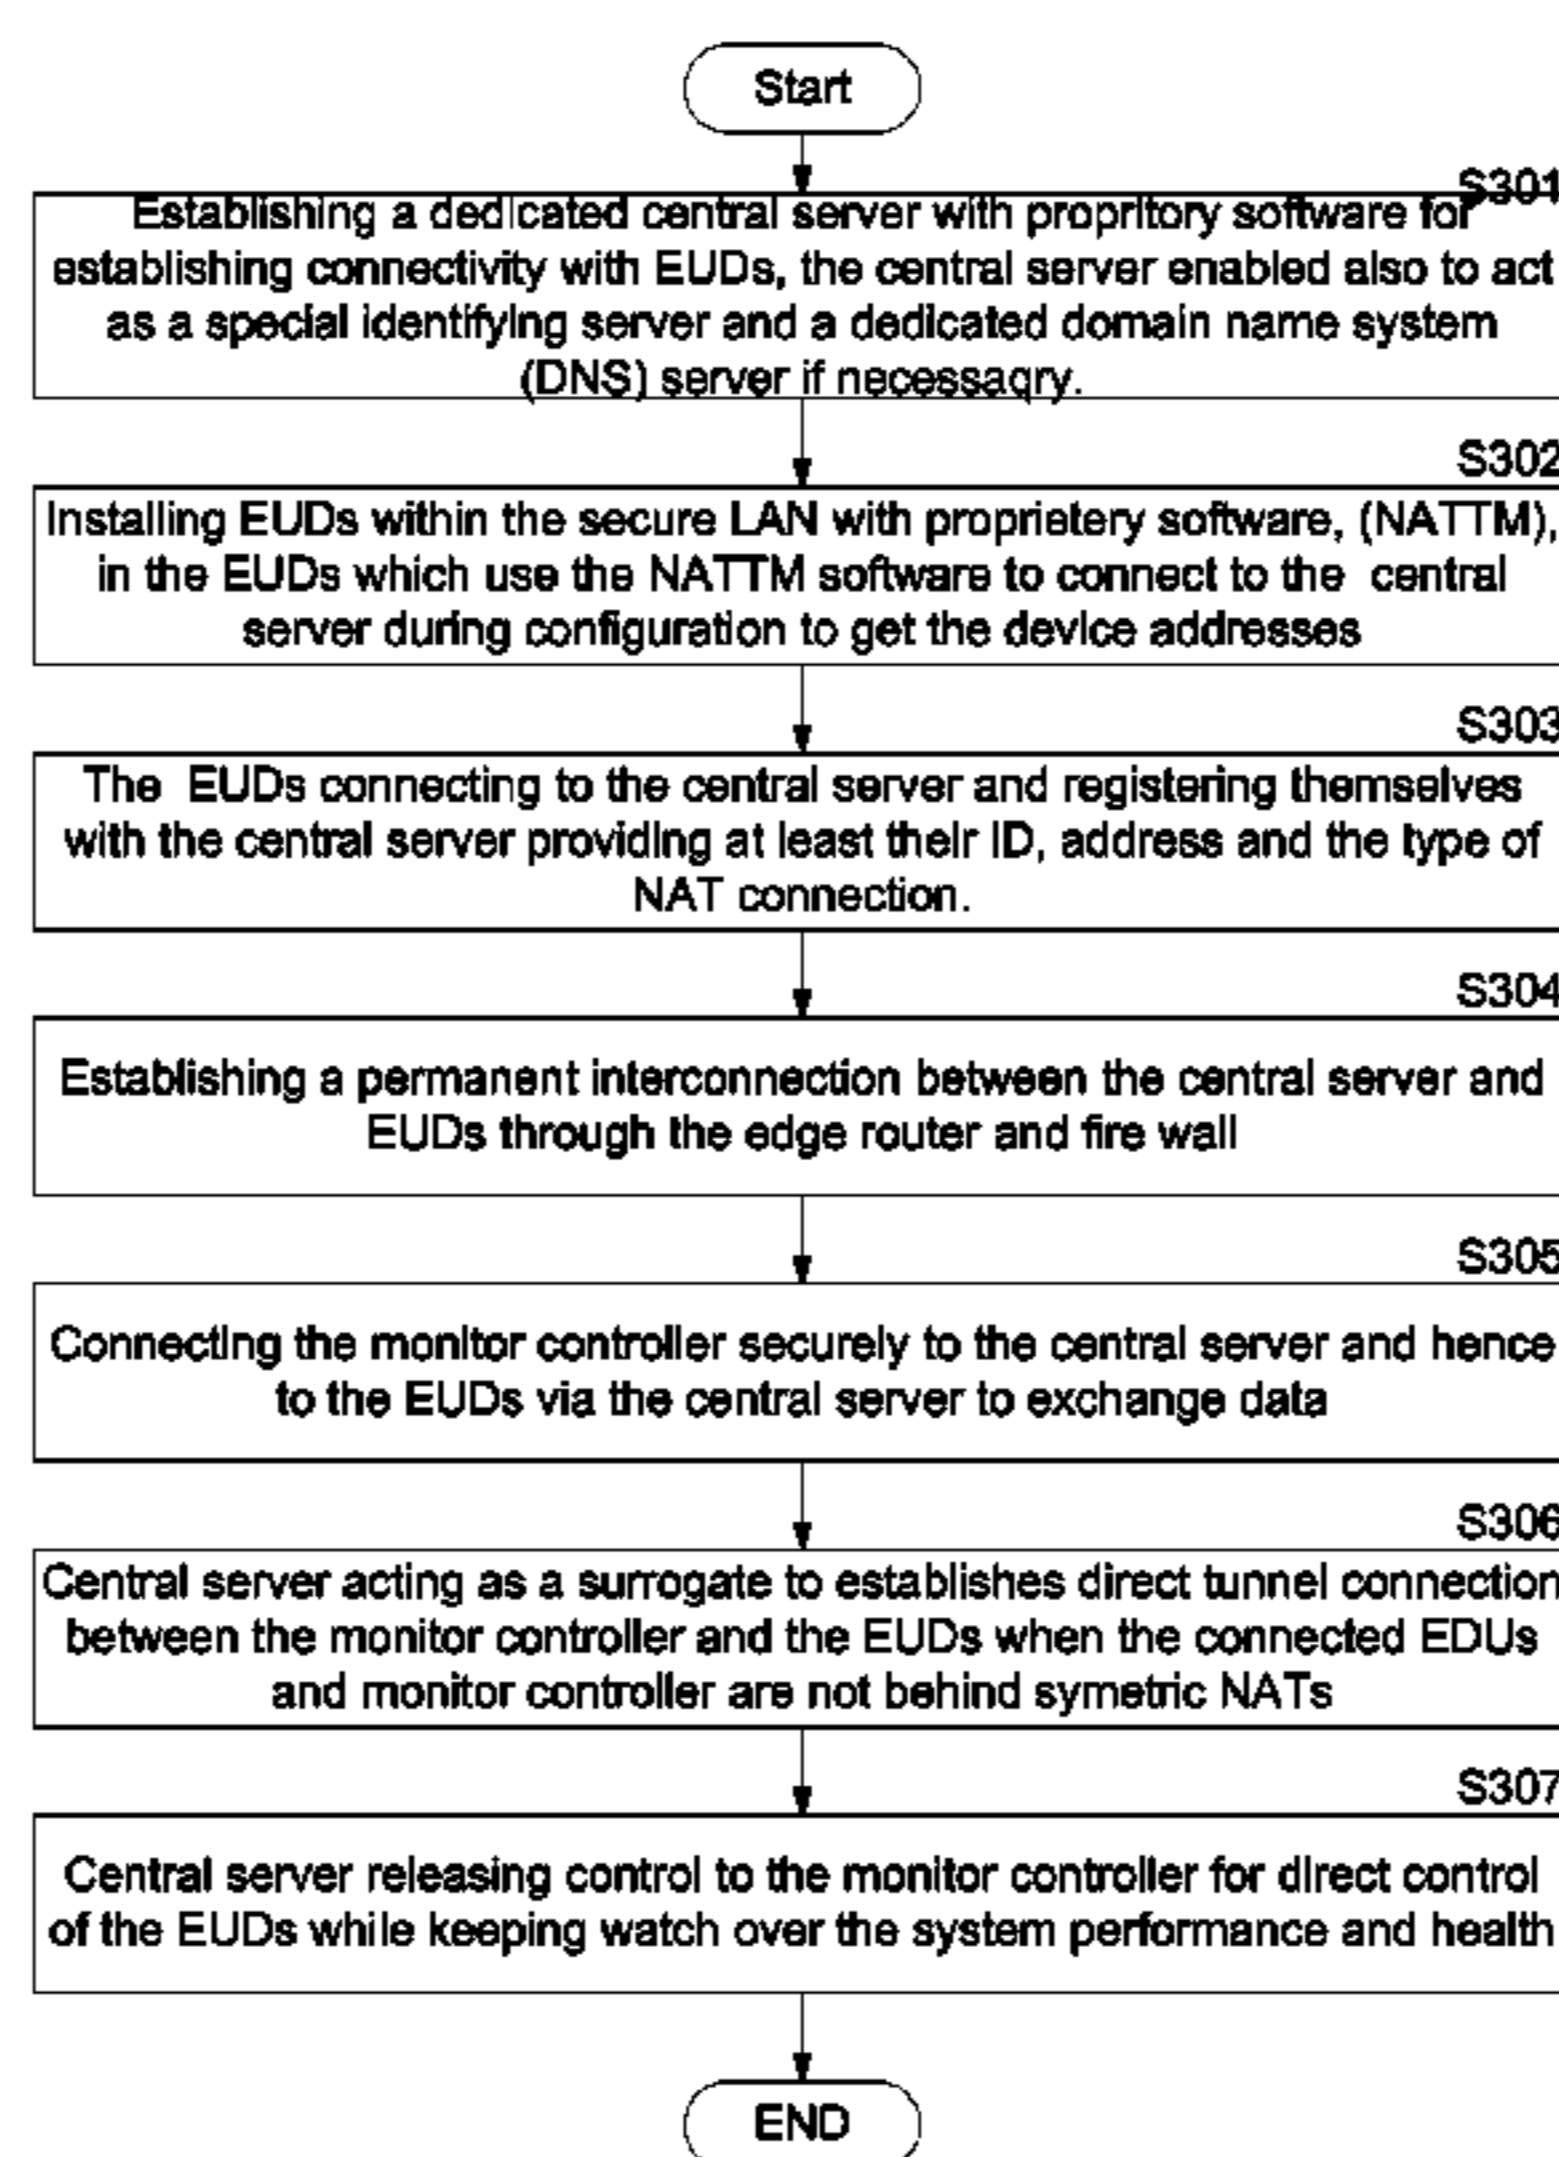 Start
S301
Establishing a dedicated central server with propritory software for
establishing connectivity with EUDs, the central server enabled also to act
as a special identifying server and a dedicated domain name system
(DNS) server if necessaqry.
S302
Installing EUDs within the secure LAN with proprietery software, (NATTM),
in the EUDs which use the NATTM software to connect to the central
server during configuration to get the device addresses
S303
The EUDs connecting to the central server and registering themselves
with the central server providing at least their ID, address and the type of
NAT connection.
S304
Establishing a permanent interconnection between the central server and
EUDs through the edge router and fire wall
S305
Connecting the monitor controller securely to the central server and hence
to the EUDs via the central server to exchange data
S306
Central server acting as a surrogate to establishes direct tunnel connection
between the monitor controller and the EUDs when the connected EDUs
and monitor controller are not behind symetric NATs
S307
Central server releasing control to the monitor controller for direct control
of the EUDs while keeping watch over the system performance and health
END